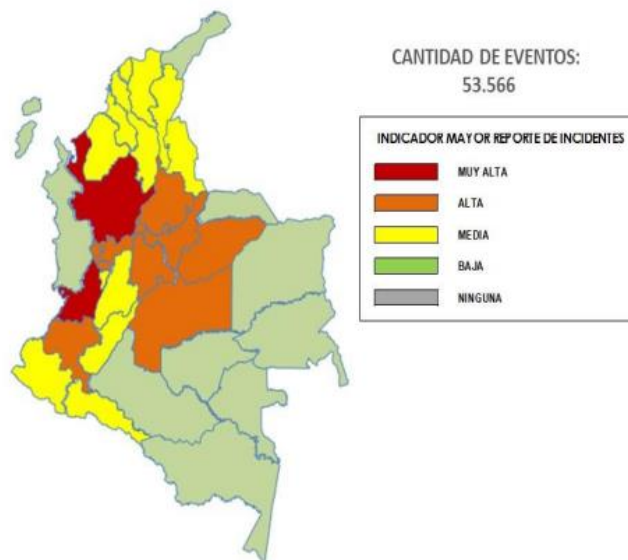 CANTIDAD DE EVENTOS:
53.566
INDICADOR MAYOR REPORTE DE INCIDENTES
MUY ALTA
ALTA
MEDIA
BAJA
NINGUNA